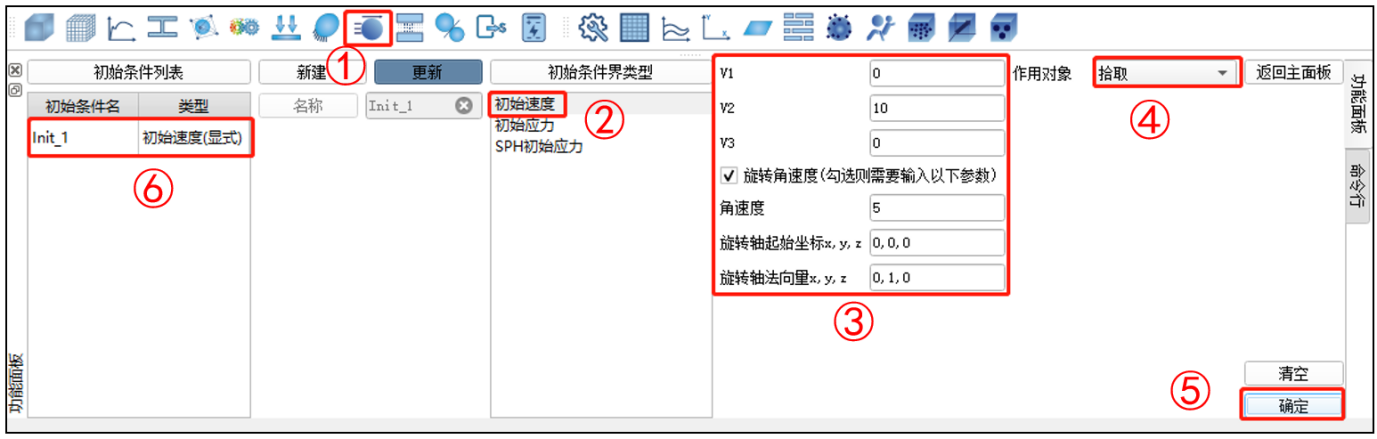 ①
初始条件列表
新建
更新
初始条件界类型
V1
0
作用对象
拾取
返回主面板
初始条件名
类型
名称
Init_1
初始速度
②
V2
10
④
Init_1
初始速度(显式)
初始应力
SPH初始应力
V3
0
⑥
旋转角速度(勾选则需要输入以下参数)
角速度
5
旋转轴起始坐标x,y,z
0,0,0
旋转轴法向量x,y,z
0,1,0
③
清空
⑤
确定
功能面板
命令行
功能面板